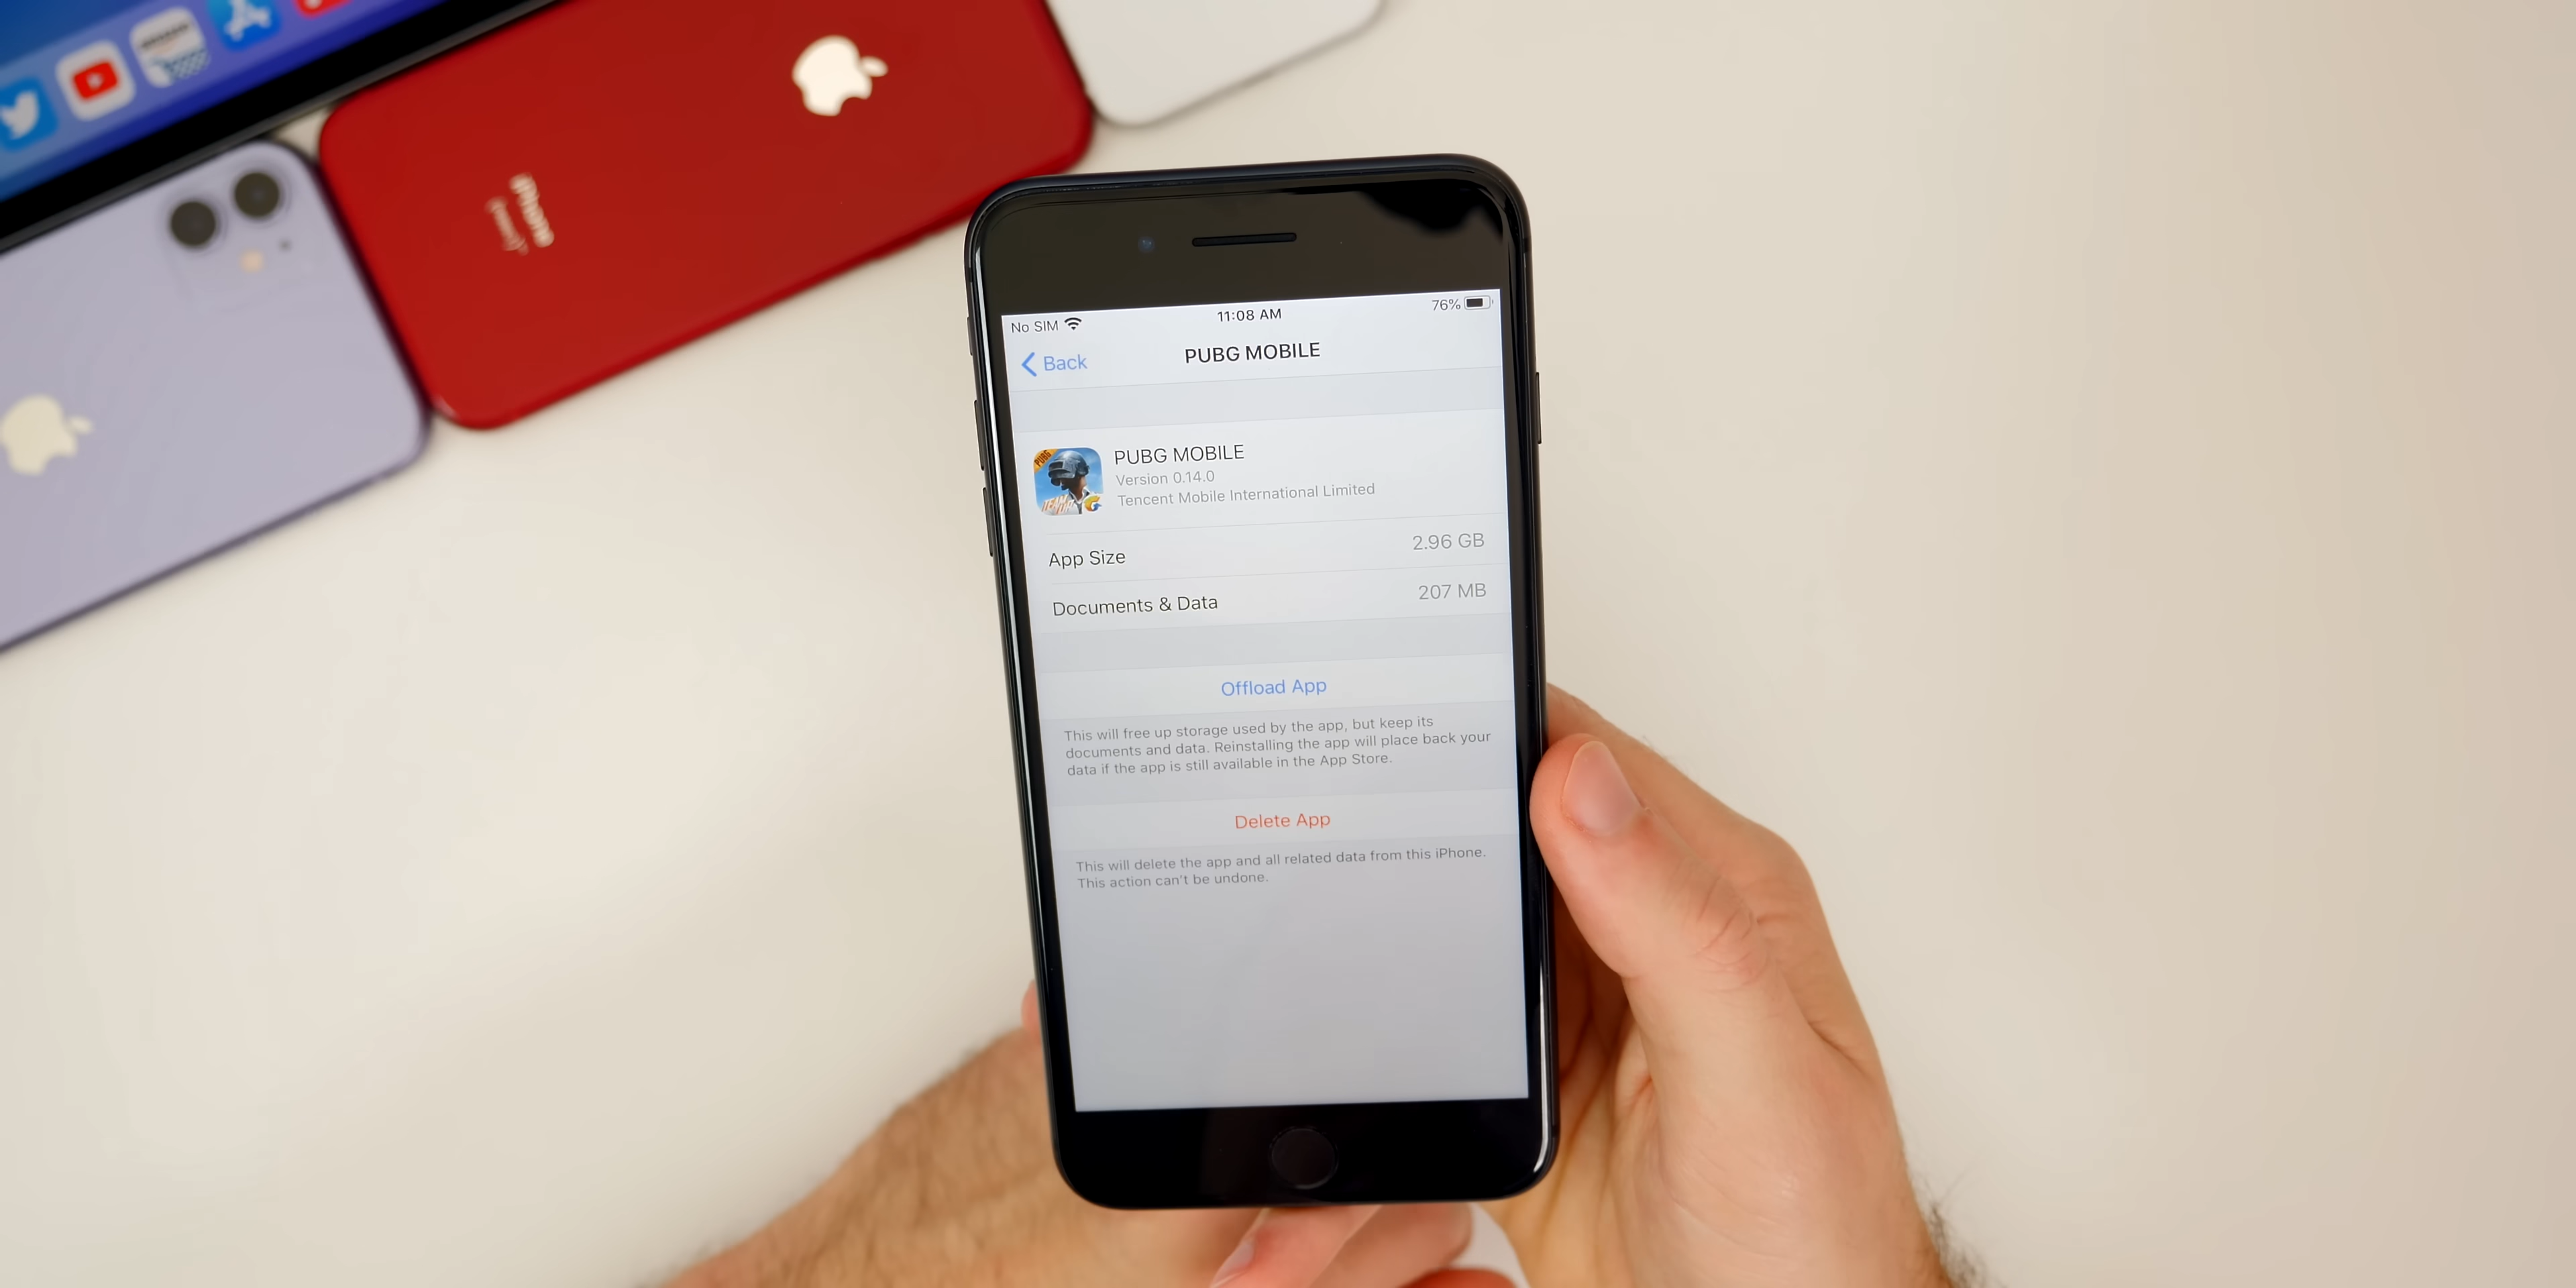 iPhone
No SIM
11:08 AM
76%
Back
PUBG MOBILE
PUBG
PUBG MOBILE
Version 0.14.0
Tencent Mobile International Limited
App Size
2.96 GB
Documents & Data
207 MB
Offload App
This will free up storage used by the app, but keep its
documents and data. Reinstalling the app will place back your
data if the app is still available in the App Store.
Delete App
This will delete the app and all related data from this iPhone.
This action can't be undone.